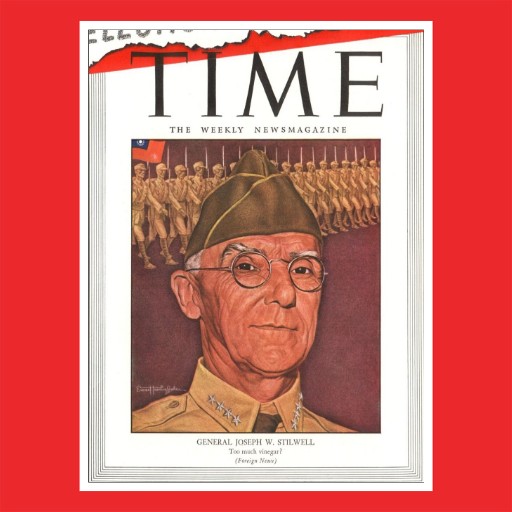 TIME
THE WEEKLY NEWSMAGAZINE
GENERAL JOSEPH W. STILWELL
Too much vinegar?
(Foreign News)